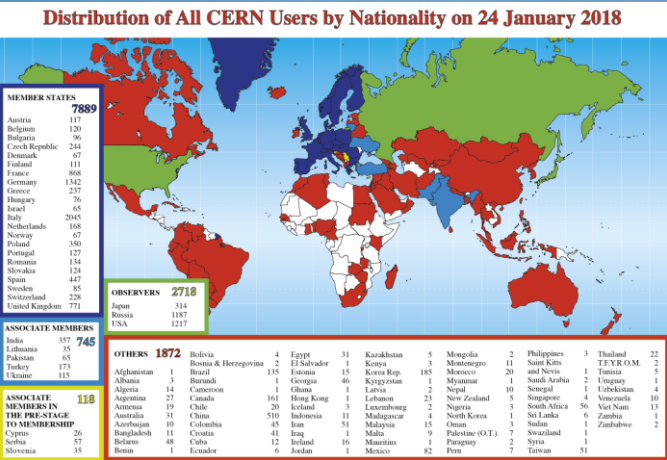 Distribution of All CERN Users by Nationality on 24 January 2018
MEMBER STATES
7889
Austria 117
Belgium 120
Bulgaria 96
Czech Republic 244
Denmark 67
Finland 111
France 868
Germany 1342
Greece 237
Hungary 76
Israel 65
Italy 2045
Netherlands 168
Norway 67
Poland 350
Portugal 127
Romania 134
Slovakia 124
Spain 447
Sweden 85
Switzerland 228
United Kingdom 771
OBSERVERS 2718
Japan 314
Russia 1187
USA 1217
ASSOCIATE MEMBERS
745
India 357
Lithuania 35
Pakistan 65
Turkey 173
Ukraine 115
ASSOCIATE
MEMBERS IN
THE PRE-STAGE
TO MEMBERSHIP
118
Cyprus 26
Serbia 57
Slovenia 35
OTHERS 1872
Afghanistan 1
Albania 3
Algeria 14
Argentina 27
Armenia 19
Australia 31
Azerbaijan 10
Bangladesh 11
Belarus 48
Benin 1
Bolivia 4
Bosnia & Herzegovina 2
Brazil 135
Burundi 1
Cameroon 1
Canada 161
Chile 20
China 510
Colombia 45
Croatia 41
Cuba 12
Ecuador 6
Egypt 31
El Salvador 1
Estonia 15
Georgia 46
Ghana 1
Hong Kong 1
Iceland 3
Indonesia 11
Iran 51
Iraq 1
Ireland 16
Jordan 1
Kazakhstan 5
Kenya 3
Korea Rep. 185
Kyrgyzstan 1
Latvia 2
Lebanon 23
Luxembourg 2
Madagascar 4
Malaysia 15
Malta 9
Mauritius 1
Mexico 82
Mongolia 2
Montenegro 11
Morocco 20
Myanmar 1
Nepal 10
New Zealand 5
Nigeria 3
North Korea 1
Oman 3
Palestine (O.T.). 7
Paraguay 2
Peru 7
Philippines 3
Saint Kitts
and Nevis 1
Saudi Arabia 2
Senegal 1
Singapore 4
South Africa 56
Sri Lanka 6
Sudan 1
Swaziland 1
Syria 1
Taiwan 51
Thailand 22
T.F.Y.R.O.M. 2
Tunisia 5
Uruguay 1
Uzbekistan 4
Venezuela 10
Viet Nam 13
Zambia 1
Zimbabwe 2